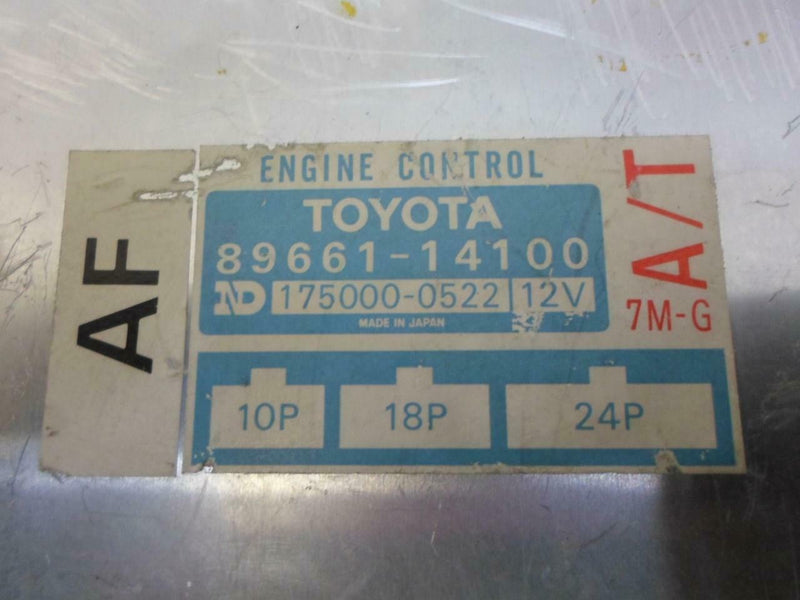 AF
ENGINE CONTROL
TOYOTA
89661-14100
ND 175000-0522 12V
MADE IN JAPAN
A/T
7M-G
10P 18P 24P